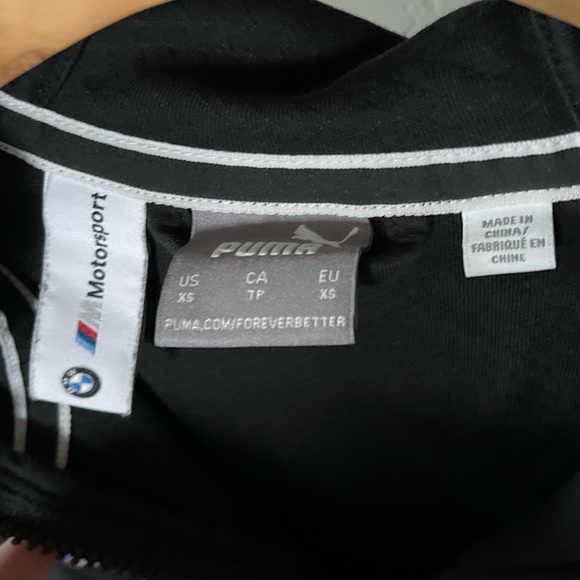 M Motorsport
PUMA
US CA EU
XS TP XS
PUMA.COM/FOREVERBETTER
MADE IN
CHINA/
FABRIQUÉ EN
CHINE